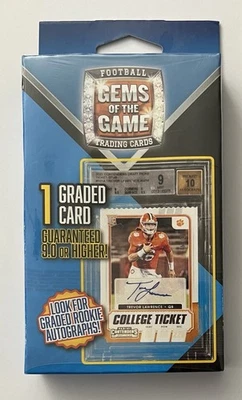 FOOTBALL
GEMS OF THE
GAME
TRADING CARDS
1 GRADED
CARD
GUARANTEED
9.0 OR HIGHER!
9
10
LOOK FOR
GRADED ROOKIE
AUTOGRAPHS!
TREVOR LAWRENCE - QB
CONTENDERS
COLLEGE TICKET